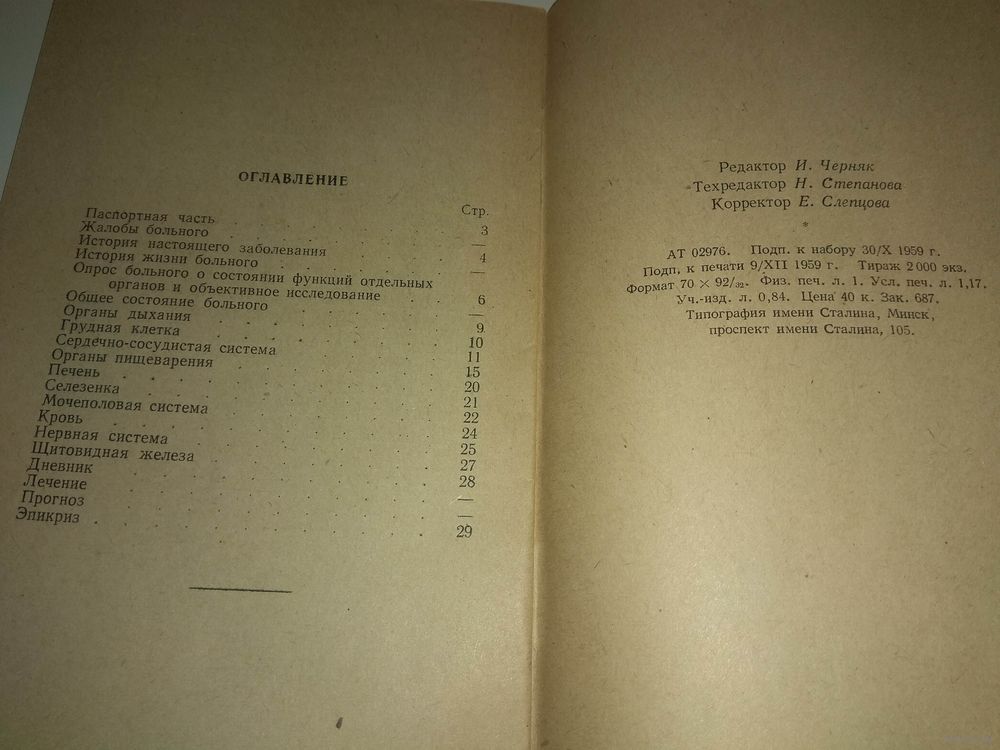 ОГЛАВЛЕНИЕ
Стр.
Паспортная часть 3
Жалобы больного —
История настоящего заболевания 4
История жизни больного —
Опрос больного о состоянии функций отдельных
органов и объективное исследование 6
Общее состояние больного —
Органы дыхания 9
Грудная клетка 10
Сердечно-сосудистая система 11
Органы пищеварения 15
Печень 20
Селезенка 21
Мочеполовая система 22
Кровь 24
Нервная система 25
Щитовидная железа 27
Дневник 28
Лечение —
Прогноз —
Эпикриз 29
Редактор И. Черняк
Техредактор Н. Степанова
Корректор Е. Слепцова
*
АТ 02976. Подп. к набору 30/X 1959 г.
Подп. к печати 9/XII 1959 г. Тираж 2 000 экз.
Формат 70 × 92/32. Физ. печ. л. 1. Усл. печ. л. 1,17.
Уч.-изд. л. 0,84. Цена 40 к. Зак. 687.
Типография имени Сталина, Минск,
проспект имени Сталина, 105.